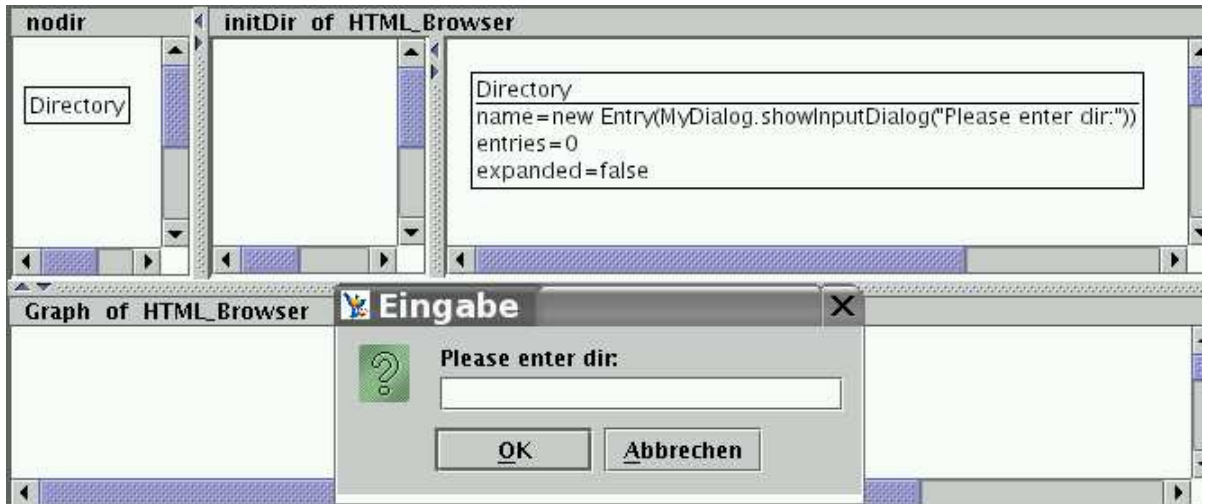 nodir
initDir of HTML_Browser
Directory
Directory
name=new Entry(MyDialog.showInputDialog("Please enter dir:"))
entries=0
expanded=false
Graph of HTML_Browser
Eingabe
Please enter dir:
OK
Abbrechen